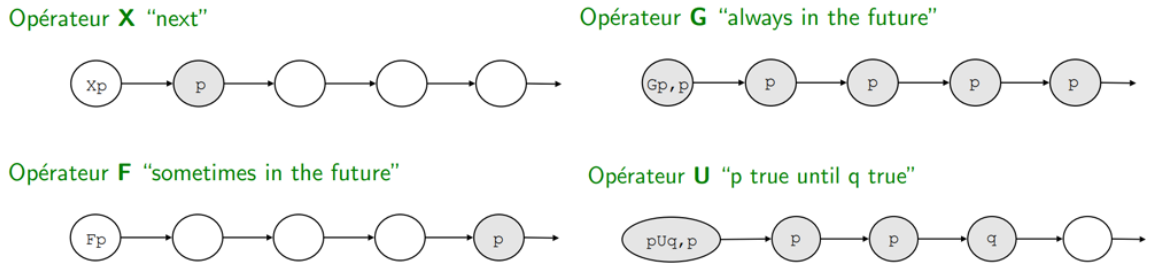 Opérateur X “next”
Xp p
Opérateur G “always in the future”
Gp,p p p p p
Opérateur F “sometimes in the future”
Fp p
Opérateur U “p true until q true”
pUq,p p p q